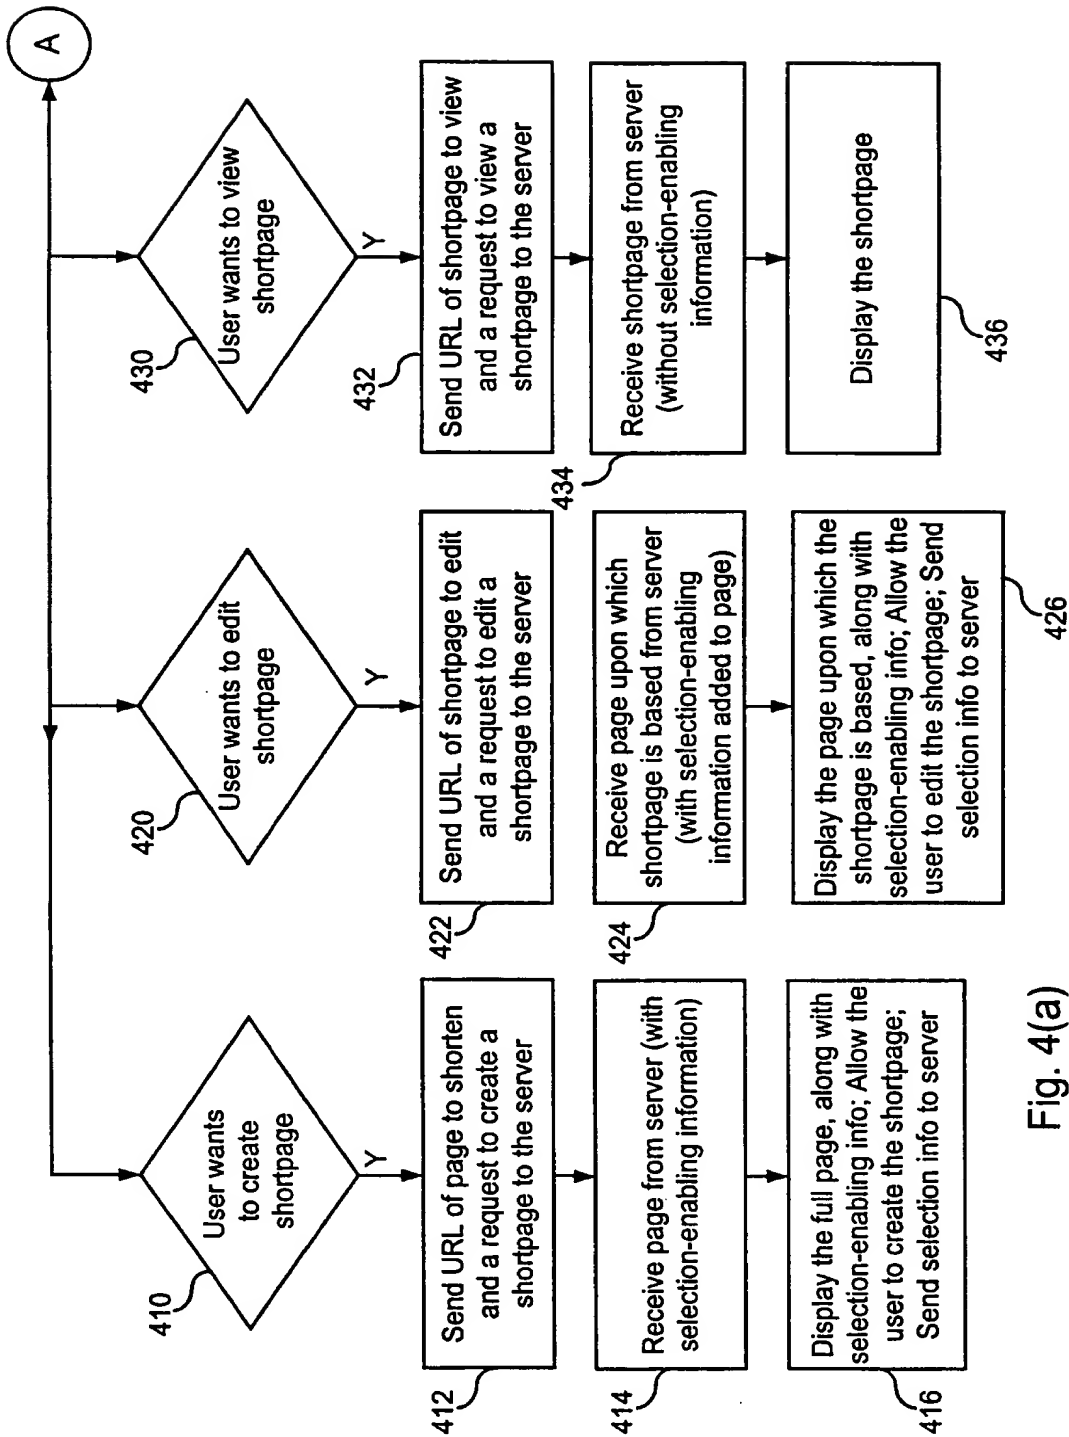 A
User wants
to create
shortpage
410
Y
Send URL of page to shorten
and a request to create a
shortpage to the server
412
Receive page from server (with
selection-enabling information)
414
Display the full page, along with
selection-enabling info; Allow the
user to create the shortpage;
Send selection info to server
416
User wants to edit
shortpage
420
Y
Send URL of shortpage to edit
and a request to edit a
shortpage to the server
422
Receive page upon which
shortpage is based from server
(with selection-enabling
information added to page)
424
Display the page upon which the
shortpage is based, along with
selection-enabling info; Allow the
user to edit the shortpage; Send
selection info to server
426
User wants to view
shortpage
430
Y
Send URL of shortpage to view
and a request to view a
shortpage to the server
432
Receive shortpage from server
(without selection-enabling
information)
434
Display the shortpage
436
Fig. 4(a)